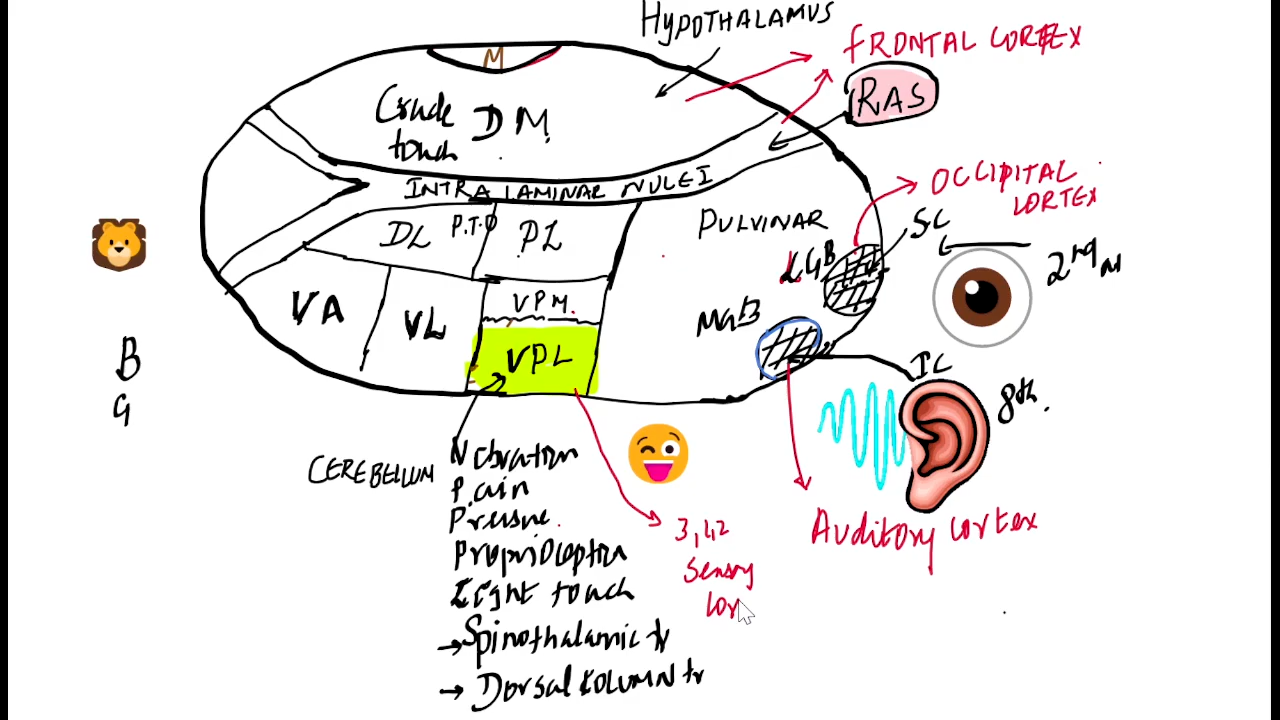 HYPOTHALAMUS
FRONTAL CORTEX
M
RAS
Crude
touch
DM
INTRA LAMINAR NULEI
OCCIPITAL
CORTEX
SC
DL
P.T.O
PL
PULVINAR
LGB
2nd
VA
VL
VPM.
MGB
VPL
IC
8th.
B
G
CEREBELLUM
Vibration
Pain
Pressure
Proprioception
Light touch
→Spinothalamic tr
→ Dorsal COLUMN tr
3,1,2
Sensory
Cor
Auditory Cortex